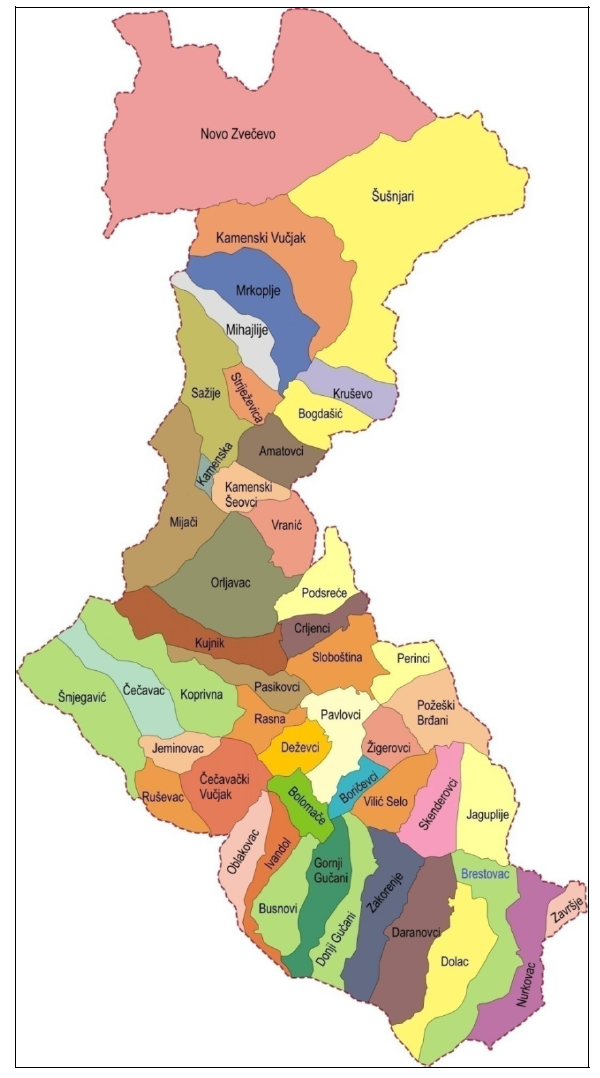 Novo Zvečevo
Šušnjari
Kamenski Vučjak
Mrkoplje
Mihajlije
Sažije
Striježevica
Kruševo
Bogdašić
Kamenska
Amatovci
Kamenski
Šeovci
Mijači
Vranić
Orljavac
Podsreće
Crljenci
Kujnik
Sloboština
Perinci
Šnjegavić
Čečavac
Koprivna
Pasikovci
Rasna
Pavlovci
Požeški
Brđani
Jeminovac
Deževci
Žigerovci
Ruševac
Čečavački
Vučjak
Bolomače
Boričevci
Vilić Selo
Skenderovci
Jaguplije
Oblakovac
Ivandol
Gornji
Gučani
Busnovi
Donji Gučani
Zakorenje
Daranovci
Brestovac
Dolac
Nurkovac
Završje